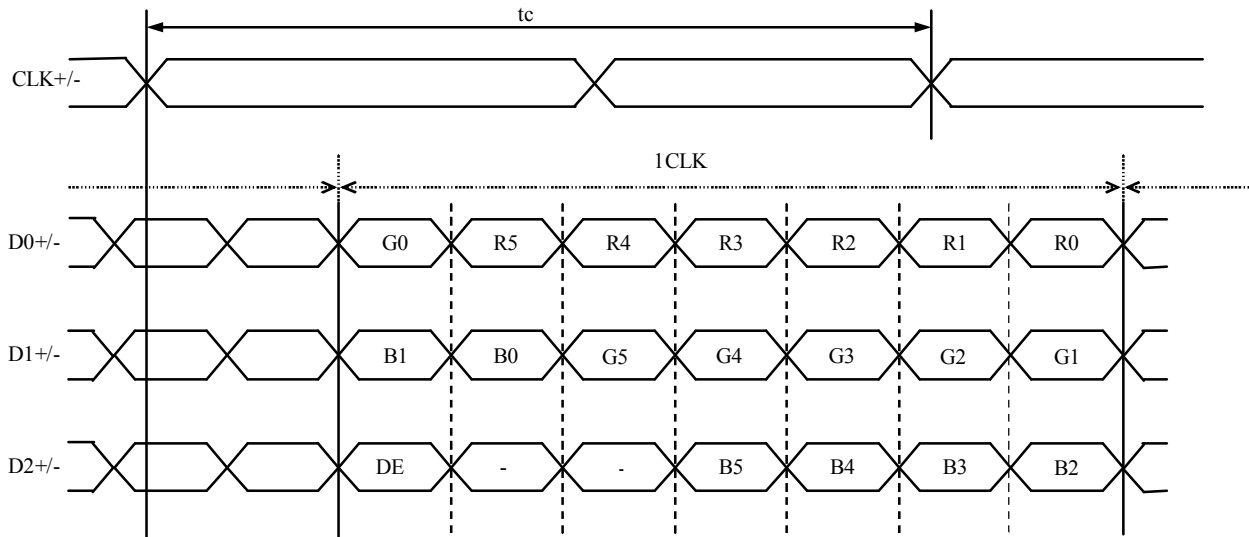 tc
CLK+/-
1CLK
D0+/- G0 R5 R4 R3 R2 R1 R0
D1+/- B1 B0 G5 G4 G3 G2 G1
D2+/- DE - - B5 B4 B3 B2